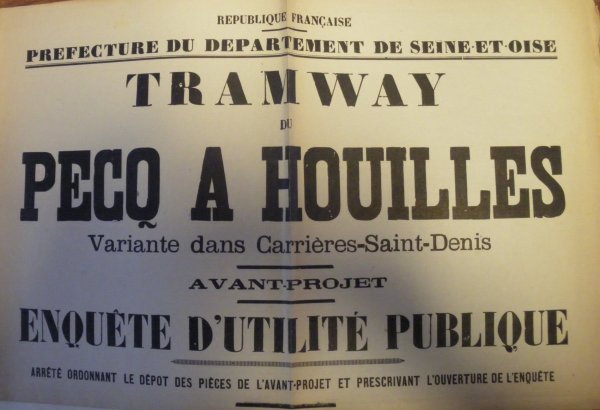 REPUBLIQUE FRANÇAISE
PREFECTURE DU DEPARTEMENT DE SEINE-ET-OISE
TRAMWAY
DU
PECQ A HOUILLES
Variante dans Carrières-Saint-Denis
AVANT-PROJET
ENQUÊTE D'UTILITÉ PUBLIQUE
ARRÊTÉ ORDONNANT LE DÉPOT DES PIÈCES DE L'AVANT-PROJET ET PRESCRIVANT L'OUVERTURE DE L'ENQUÊTE